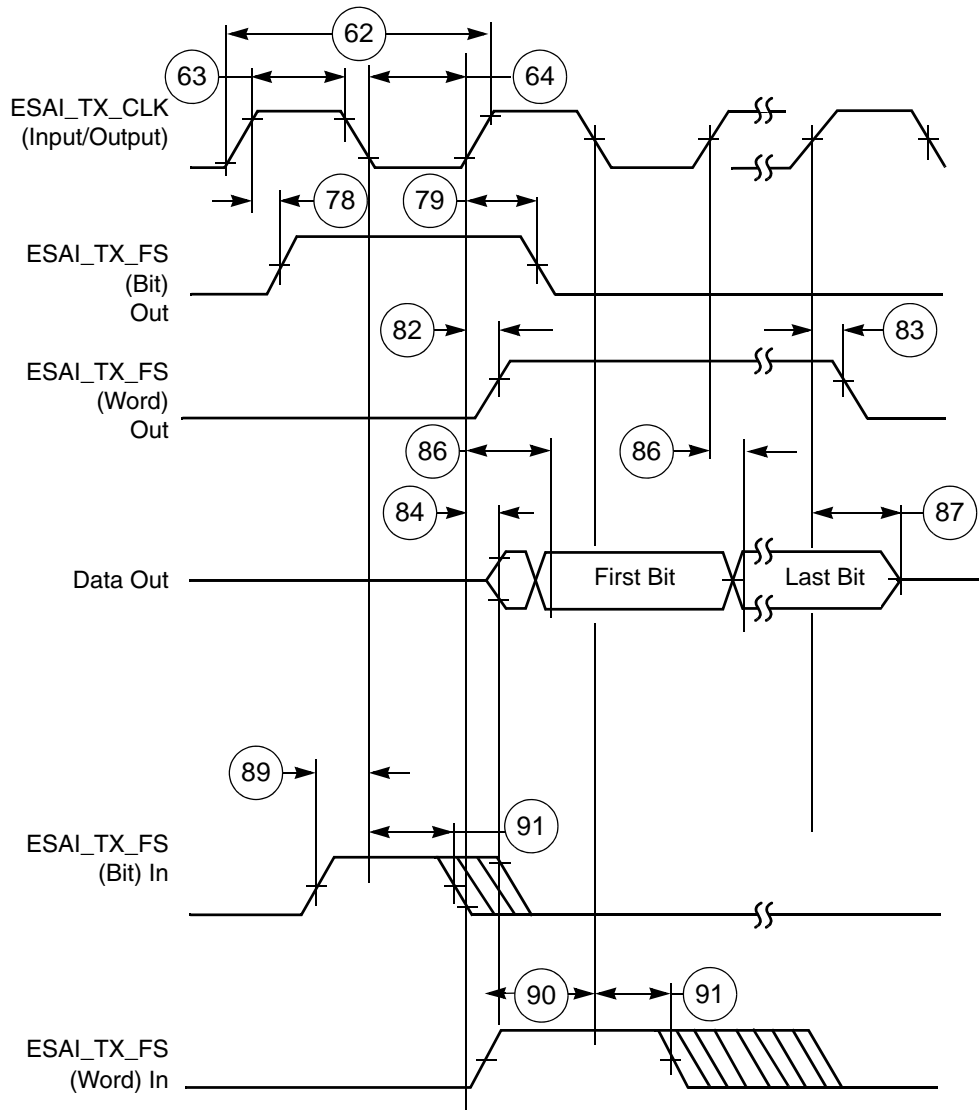 62
63
64
ESAI_TX_CLK
(Input/Output)
78
79
ESAI_TX_FS
(Bit)
Out
82
83
ESAI_TX_FS
(Word)
Out
86
86
84
87
Data Out
First Bit
Last Bit
89
91
ESAI_TX_FS
(Bit) In
90
91
ESAI_TX_FS
(Word) In